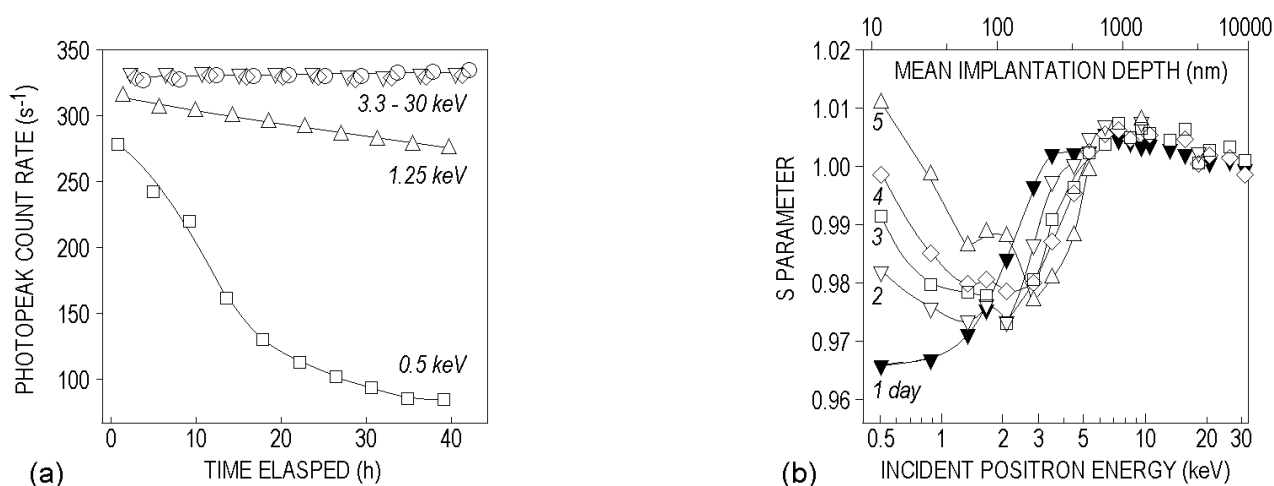 350
300
250
200
150
100
PHOTOPEAK COUNT RATE (s-1)
3.3 - 30 keV
1.25 keV
0.5 keV
0 10 20 30 40
TIME ELASPED (h)
(a)
10 100 1000 10000
MEAN IMPLANTATION DEPTH (nm)
1.02
1.01
1.00
0.99
0.98
0.97
0.96
S PARAMETER
5
4
3
2
1 day
0.5 1 2 3 5 10 20 30
INCIDENT POSITRON ENERGY (keV)
(b)